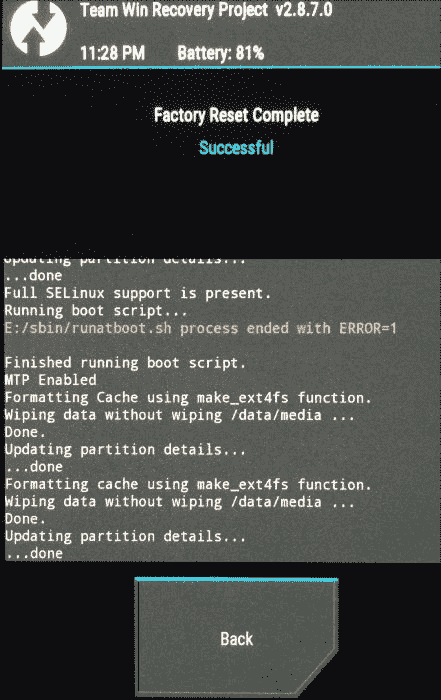 Team Win Recovery Project v2.8.7.0
11:28 PM Battery: 81%
Factory Reset Complete
Successful
Updating partition details...
...done
Full SELinux support is present.
Running boot script...
E:/sbin/runatboot.sh process ended with ERROR=1
Finished running boot script.
MTP Enabled
Formatting Cache using make_ext4fs function.
Wiping data without wiping /data/media ...
Done.
Updating partition details...
...done
Formatting cache using make_ext4fs function.
Wiping data without wiping /data/media ...
Done.
Updating partition details...
...done
Back